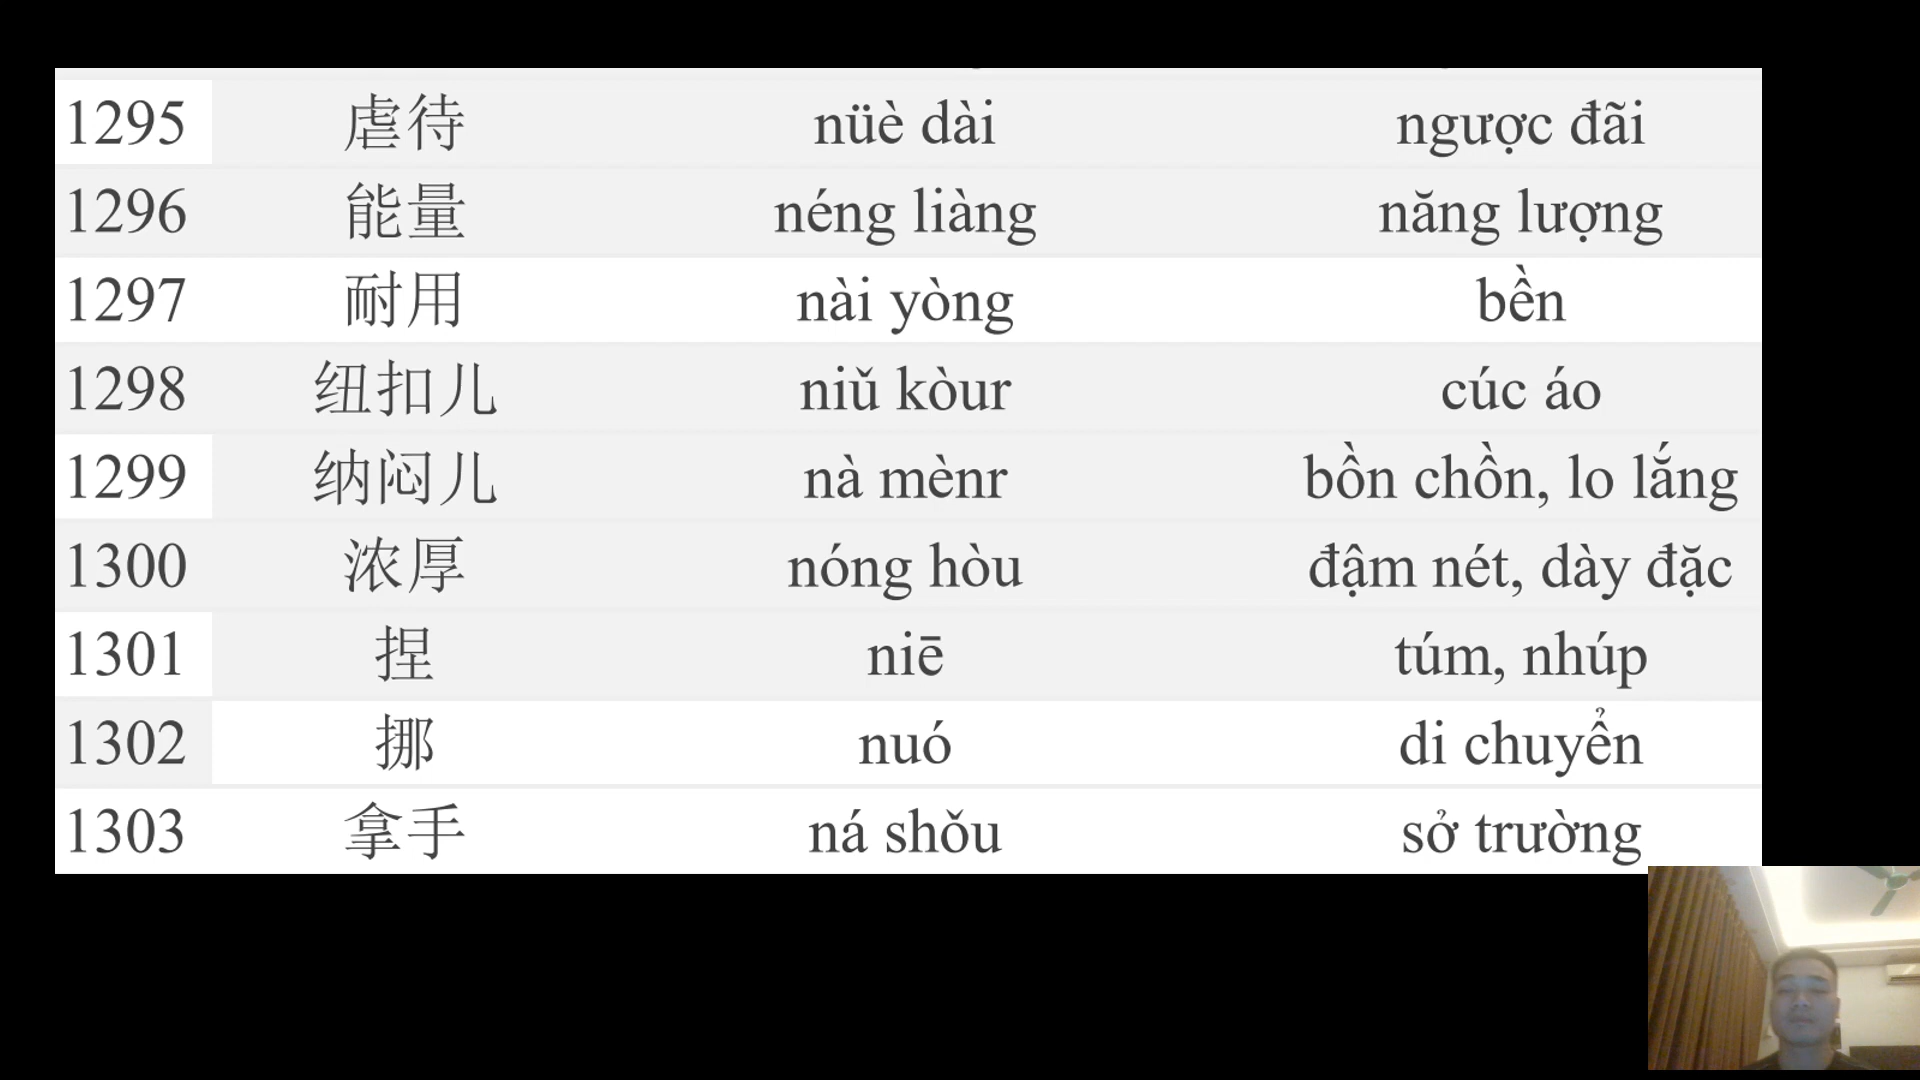 1295 虐待 nüè dài ngược đãi
1296 能量 néng liàng năng lượng
1297 耐用 nài yòng bền
1298 纽扣儿 niǔ kòur cúc áo
1299 纳闷儿 nà mènr bồn chồn, lo lắng
1300 浓厚 nóng hòu đậm nét, dày đặc
1301 捏 niē túm, nhúp
1302 挪 nuó di chuyển
1303 拿手 ná shǒu sở trường